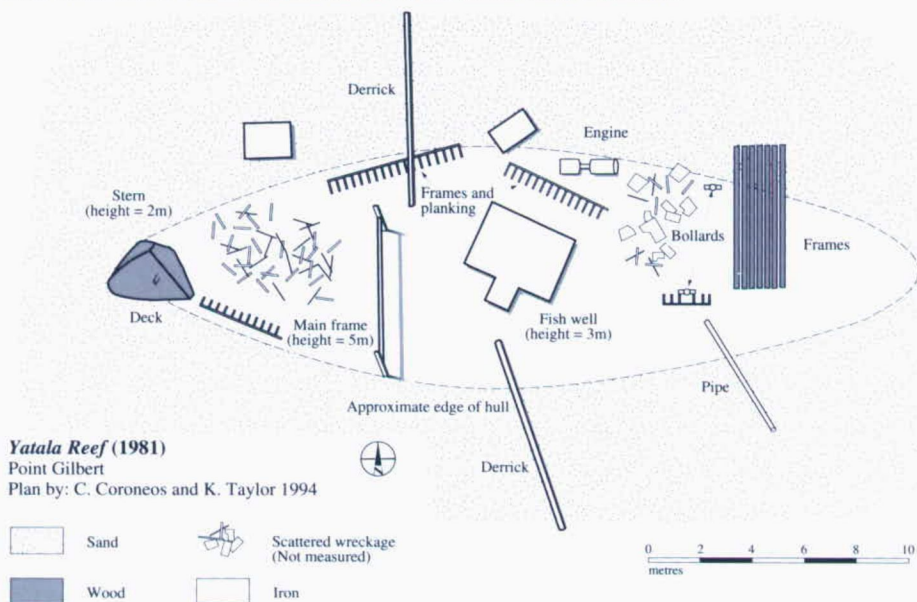 Derrick
Engine
Stern
(height = 2m)
Frames and
planking
Bollards
Frames
Deck
Main frame
(height = 5m)
Fish well
(height = 3m)
Pipe
Approximate edge of hull
Derrick
Yatala Reef (1981)
Point Gilbert
Plan by: C. Coroneos and K. Taylor 1994
N
Sand
Scattered wreckage
(Not measured)
Wood
Iron
0 2 4 6 8 10
metres